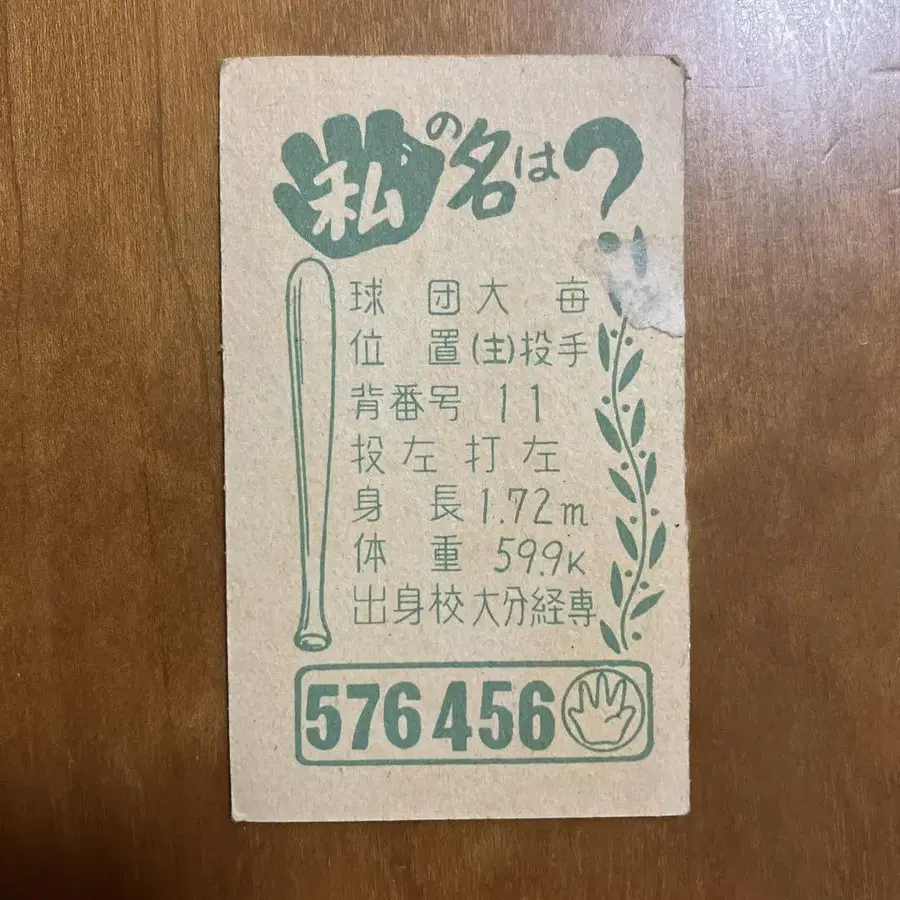 私の名は?
球団大毎
位置(主)投手
背番号 11
投左打左
身長1.72m
体重 59.9K
出身校大分経専
576456